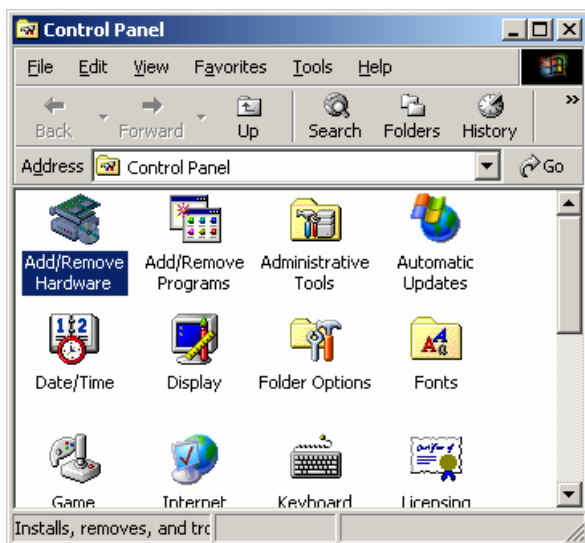 Control Panel
File Edit View Favorites Tools Help
Back Forward Up Search Folders History »
Address Control Panel Go
Add/Remove Hardware
Add/Remove Programs
Administrative Tools
Automatic Updates
Date/Time
Display
Folder Options
Fonts
Game
Internet
Keyboard
Licensing
Installs, removes, and trc